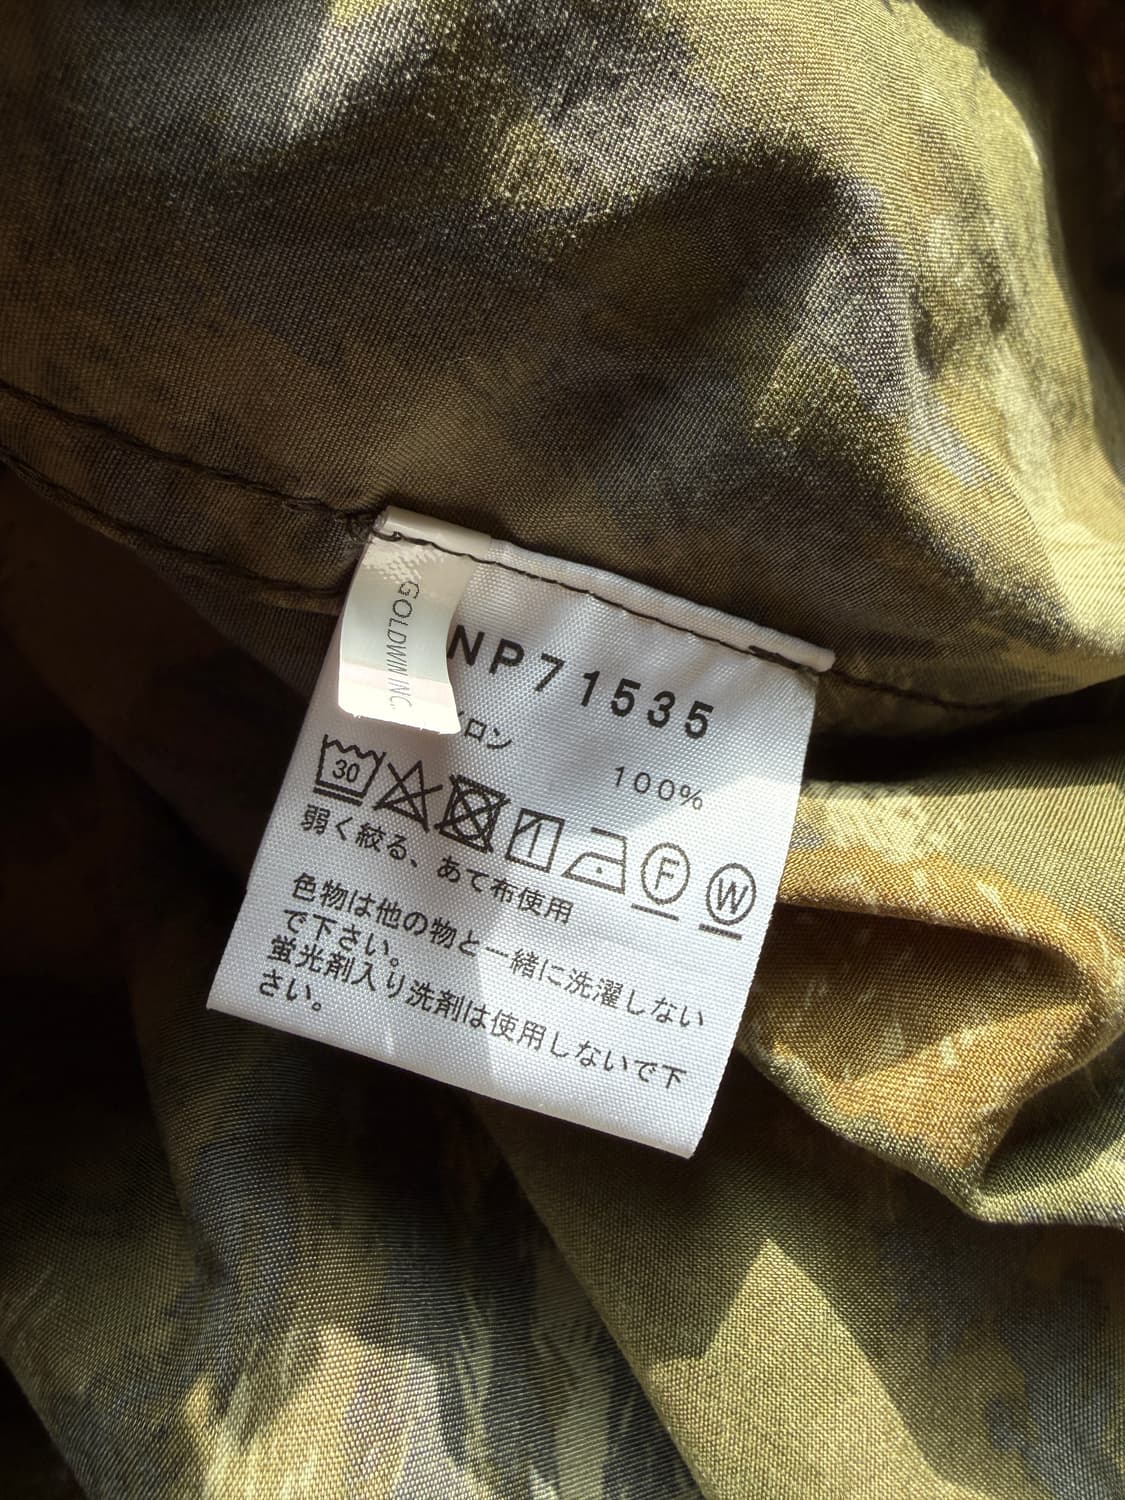 GOLDWIN INC.
NP71535
イロン
100%
30
F
W
弱く絞る、あて布使用
色物は他の物と一緒に洗濯しない
で下さい。
蛍光剤入り洗剤は使用しないで下
さい。